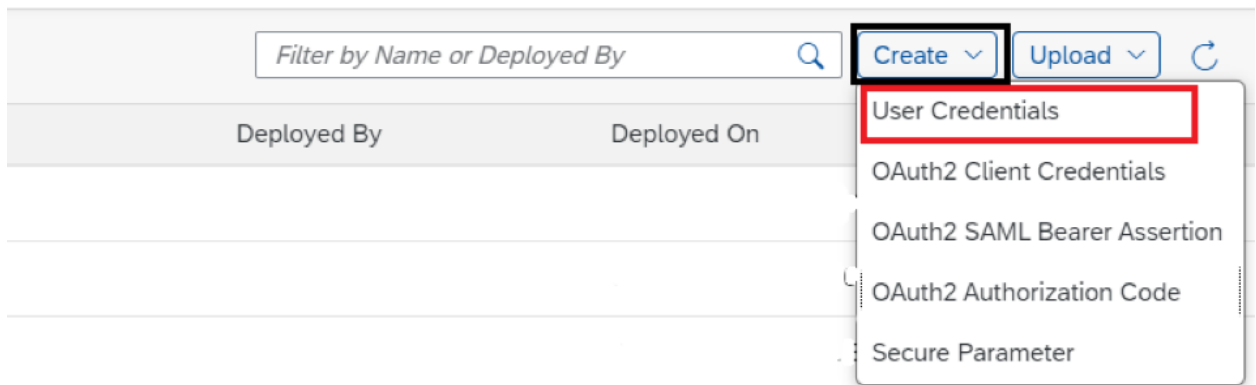 Filter by Name or Deployed By
Create
Upload
Deployed By
Deployed On
User Credentials
OAuth2 Client Credentials
OAuth2 SAML Bearer Assertion
OAuth2 Authorization Code
Secure Parameter